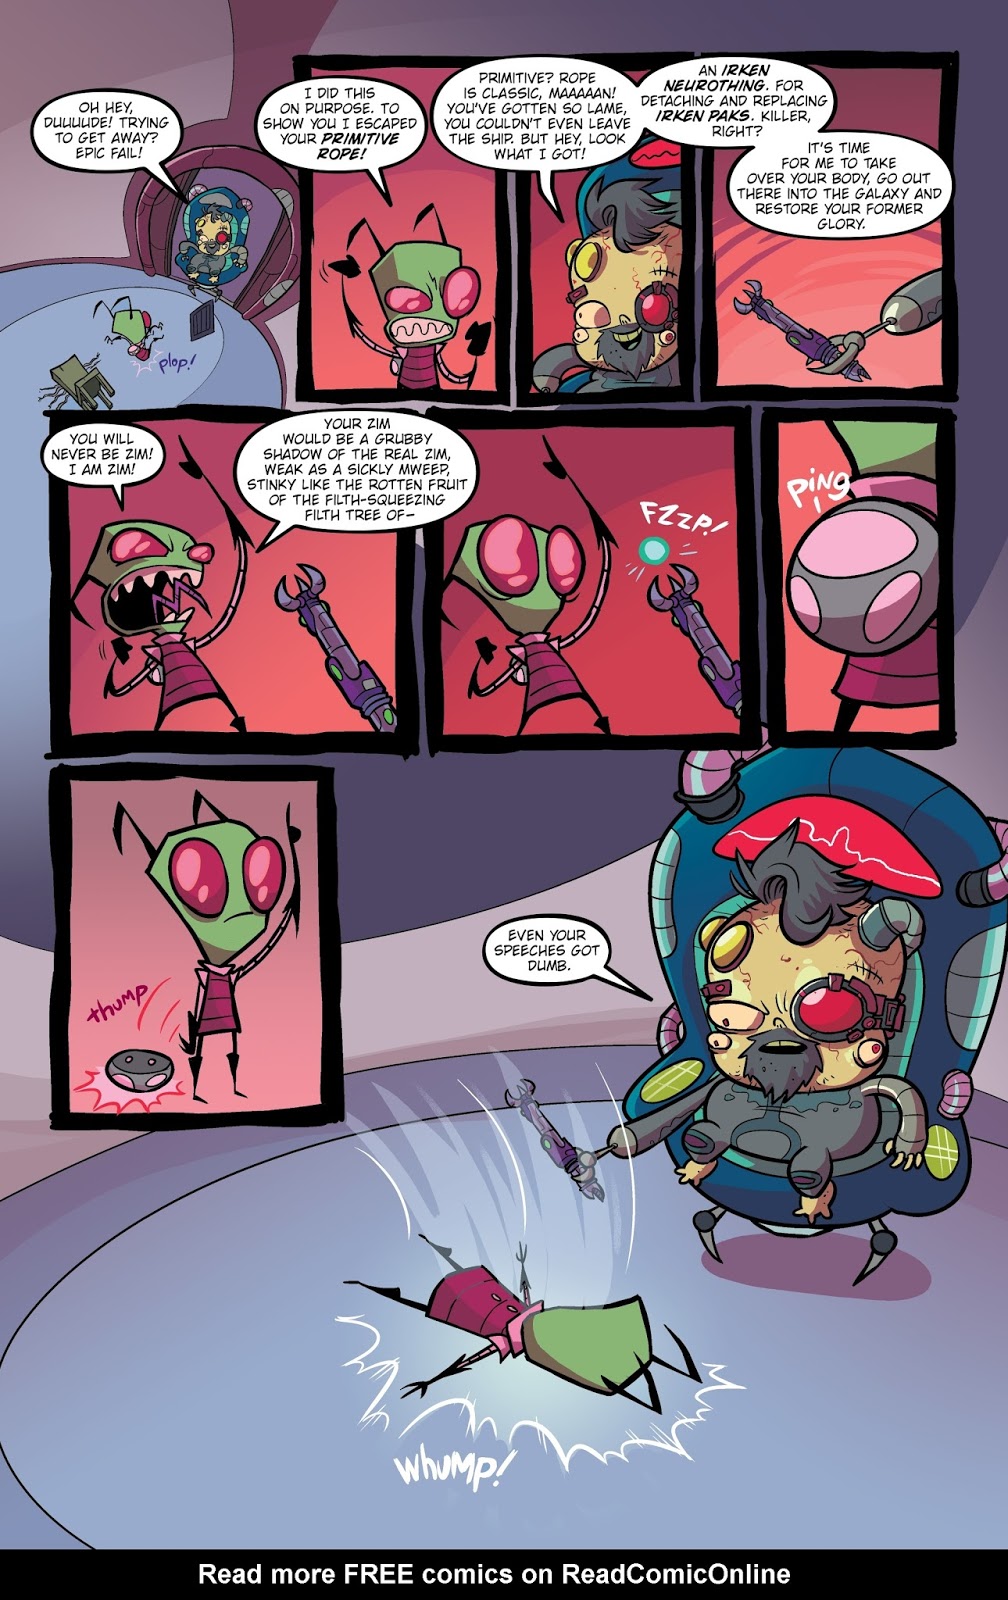 OH HEY,
DUUUUDE! TRYING
TO GET AWAY?
EPIC FAIL!
plop!
I DID THIS
ON PURPOSE. TO
SHOW YOU I ESCAPED
YOUR PRIMITIVE
ROPE!
PRIMITIVE? ROPE
IS CLASSIC, MAAAAAN!
YOU'VE GOTTEN SO LAME,
YOU COULDN'T EVEN LEAVE
THE SHIP. BUT HEY, LOOK
WHAT I GOT!
AN IRKEN
NEUROTHING. FOR
DETACHING AND REPLACING
IRKEN PAKS. KILLER,
RIGHT?
IT'S TIME
FOR ME TO TAKE
OVER YOUR BODY, GO OUT
THERE INTO THE GALAXY AND
RESTORE YOUR FORMER
GLORY.
YOU WILL
NEVER BE ZIM!
I AM ZIM!
YOUR ZIM
WOULD BE A GRUBBY
SHADOW OF THE REAL ZIM,
WEAK AS A SICKLY MWEEP,
STINKY LIKE THE ROTTEN FRUIT
OF THE FILTH-SQUEEZING
FILTH TREE OF-
FZZP!
PING
thump
EVEN YOUR
SPEECHES GOT
DUMB.
WhUMP!
Read more FREE comics on ReadComicOnline